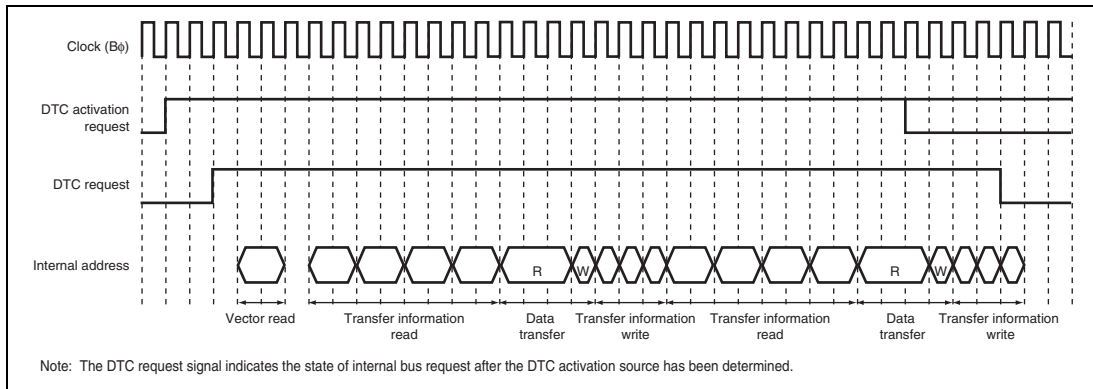 Clock (Bφ)
DTC activation
request
DTC request
Internal address
R
W
R
W
Vector read
Transfer information
read
Data
transfer
Transfer information
write
Transfer information
read
Data
transfer
Transfer information
write
Note: The DTC request signal indicates the state of internal bus request after the DTC activation source has been determined.